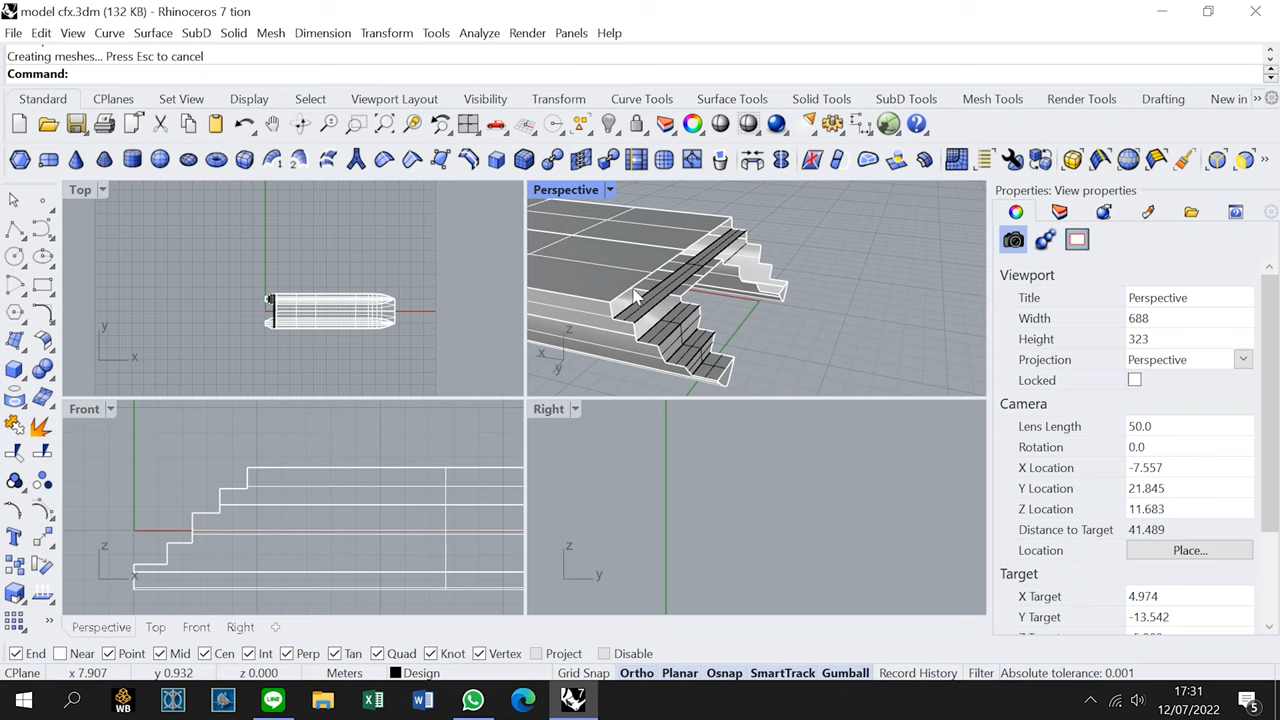 model cfx.3dm (132 KB) - Rhinoceros 7 tion
File Edit View Curve Surface SubD Solid Mesh Dimension Transform Tools Analyze Render Panels Help
Creating meshes... Press Esc to cancel
Command:
Standard CPlanes Set View Display Select Viewport Layout Visibility Transform Curve Tools Surface Tools Solid Tools SubD Tools Mesh Tools Render Tools Drafting New in »
Top
y
x
Perspective
z
x
y
Front
z
x
Right
z
y
Perspective Top Front Right
Properties: View properties
Viewport
Title Perspective
Width 688
Height 323
Projection Perspective
Locked
Camera
Lens Length 50.0
Rotation 0.0
X Location -7.557
Y Location 21.845
Z Location 11.683
Distance to Target 41.489
Location Place...
Target
X Target 4.974
Y Target -13.542
End Near Point Mid Cen Int Perp Tan Quad Knot Vertex Project Disable
CPlane x 7.907 y 0.932 z 0.000 Meters Design Grid Snap Ortho Planar Osnap SmartTrack Gumball Record History Filter Absolute tolerance: 0.001
WB
17:31
12/07/2022
5